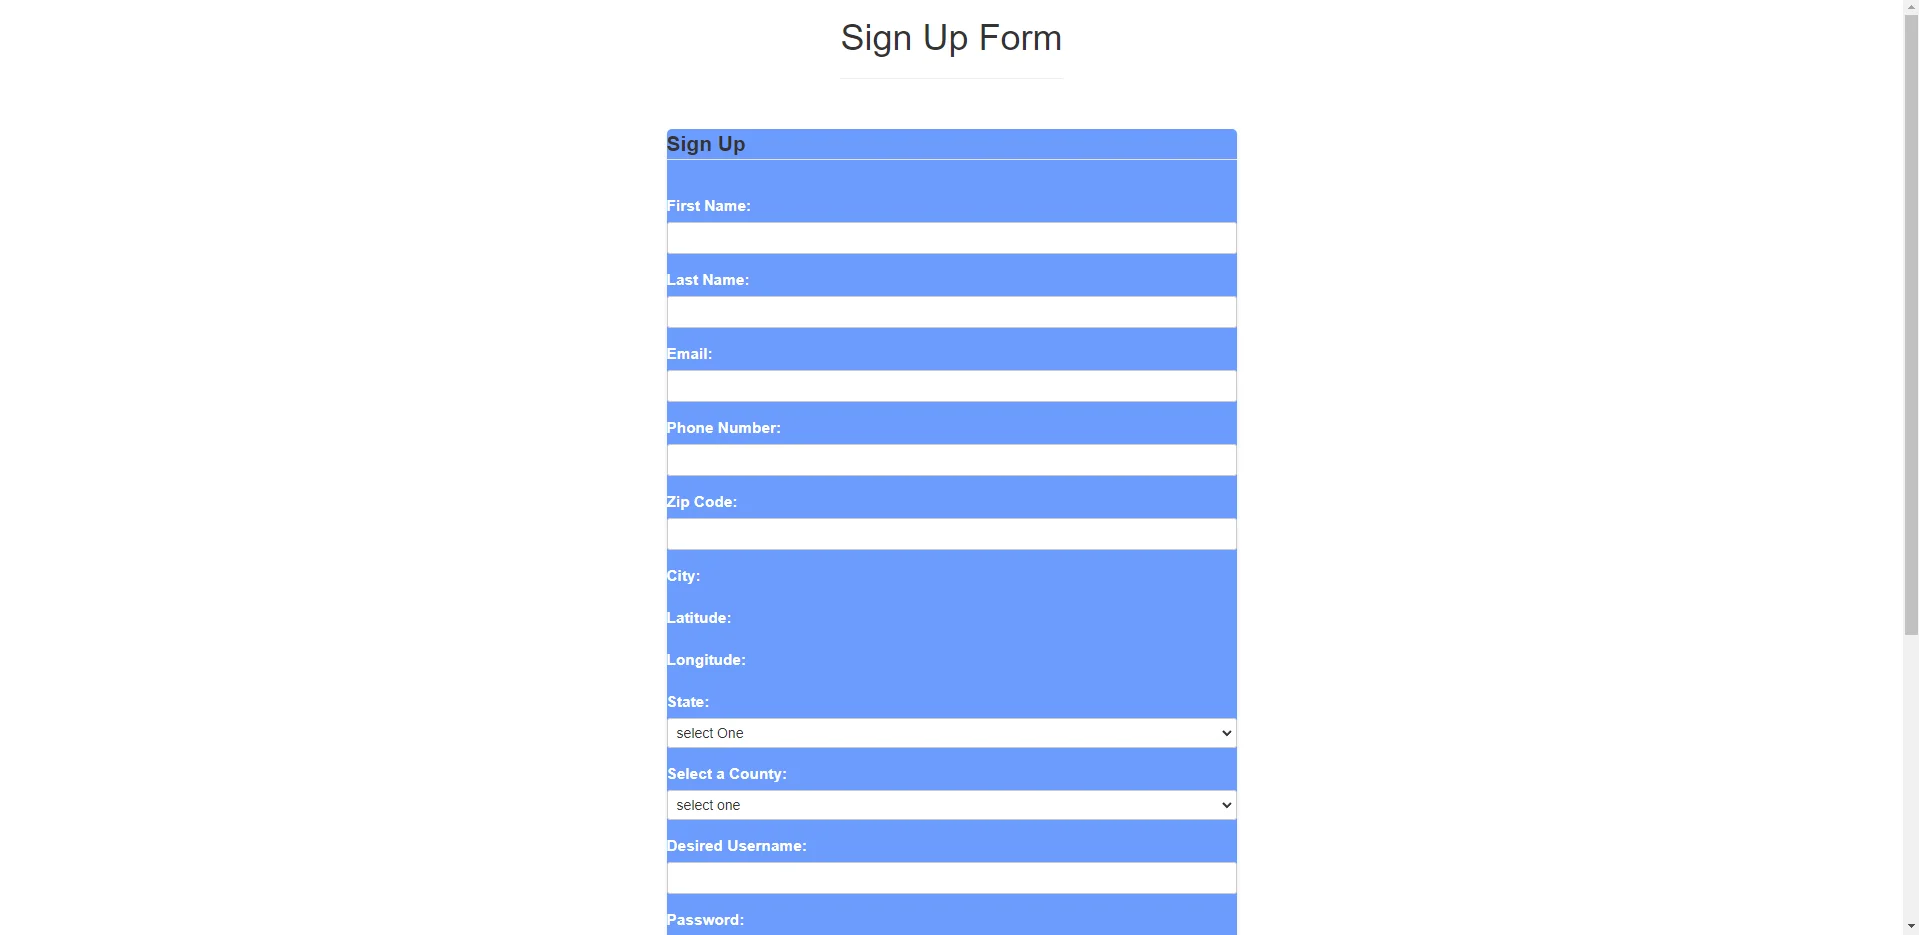 Sign Up Form
Sign Up
First Name:
Last Name:
Email:
Phone Number:
Zip Code:
City:
Latitude:
Longitude:
State:
select One
Select a County:
select one
Desired Username:
Password: